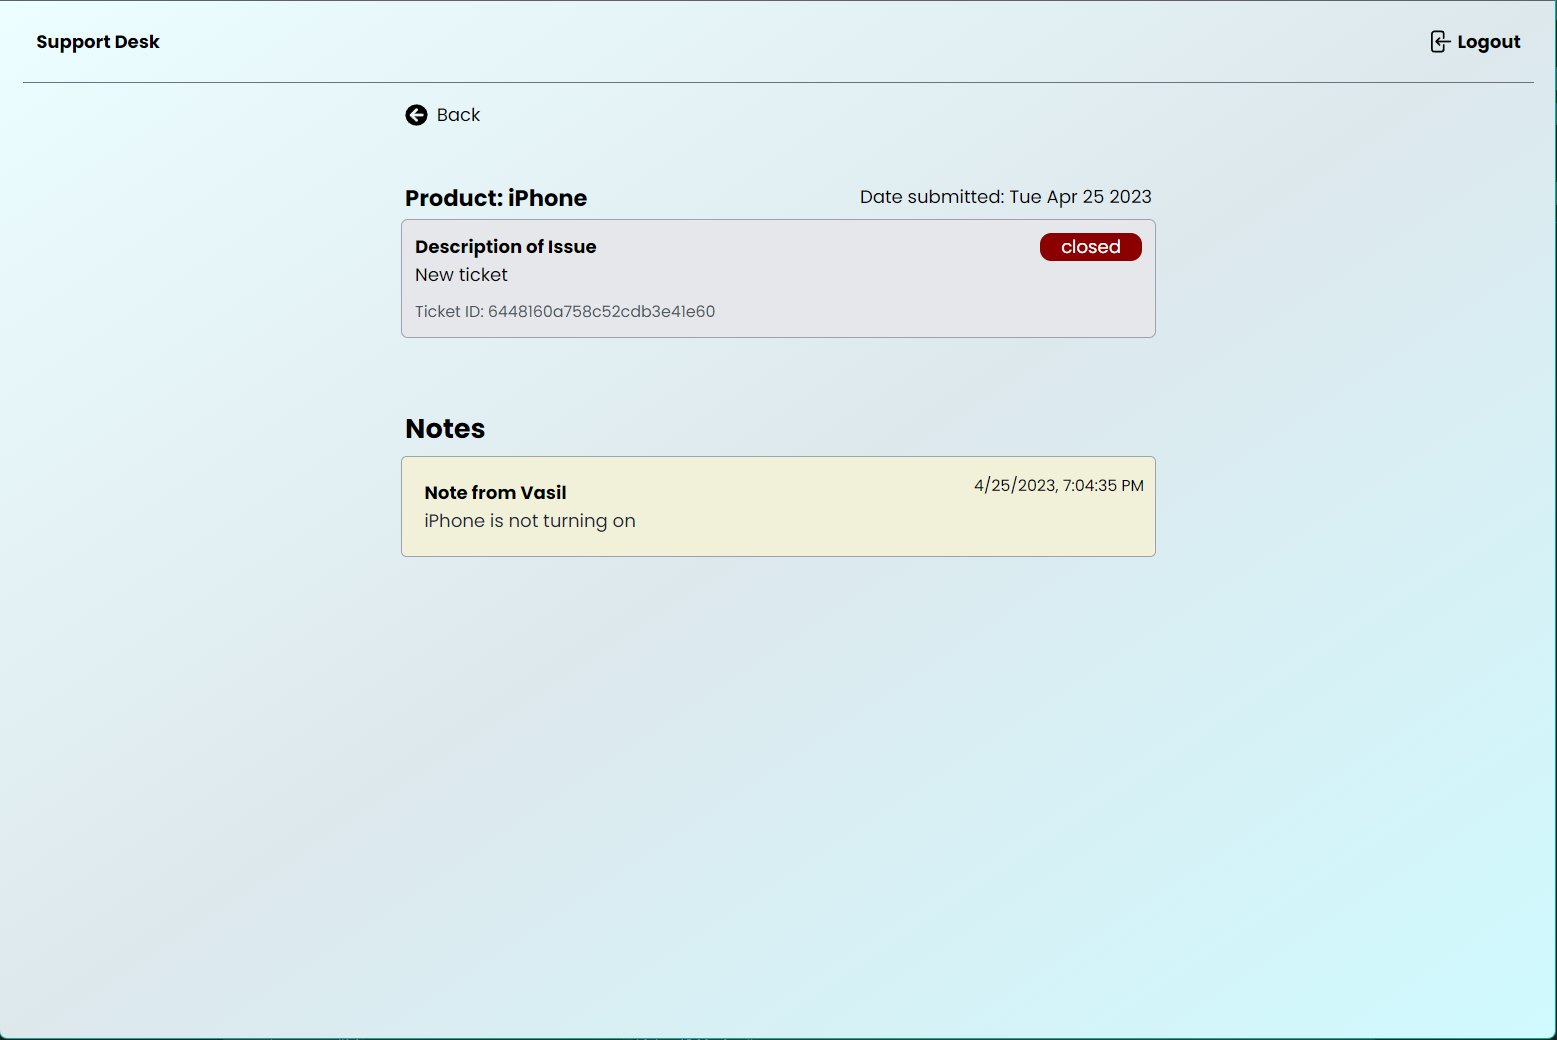 Support Desk
Logout
Back
Product: iPhone
Date submitted: Tue Apr 25 2023
Description of Issue
closed
New ticket
Ticket ID: 6448160a758c52cdb3e41e60
Notes
Note from Vasil
4/25/2023, 7:04:35 PM
iPhone is not turning on